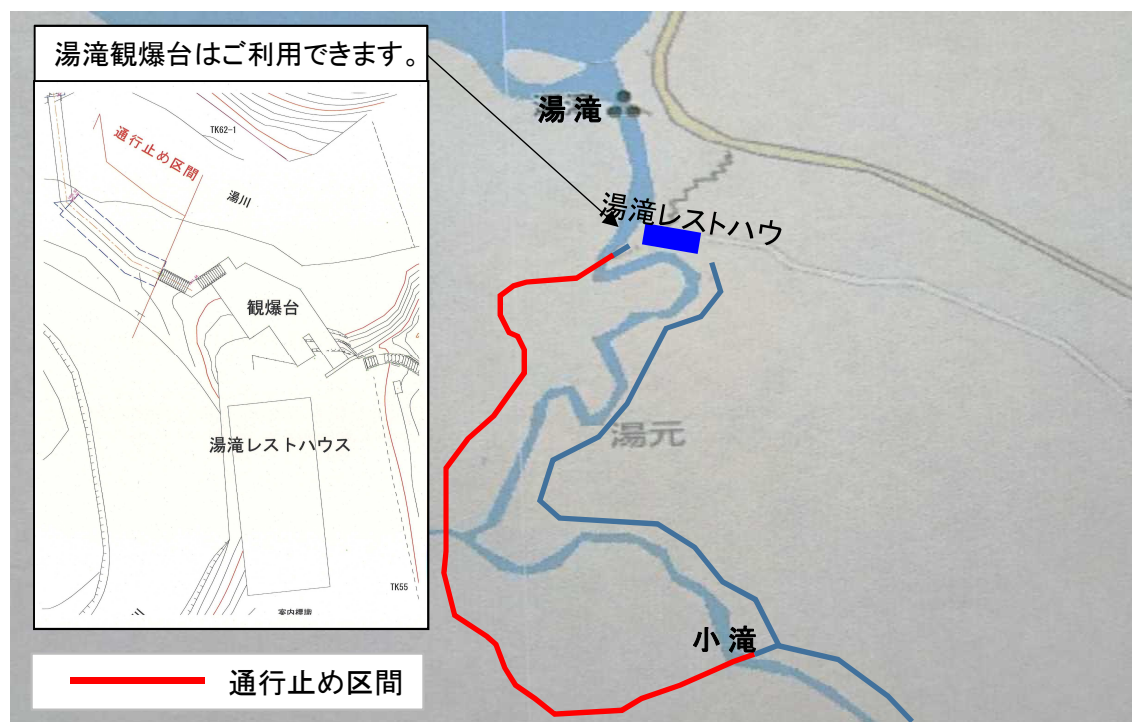 湯滝観爆台はご利用できます。
TK62-1
通行止め区間
湯川
観爆台
湯滝レストハウス
TK55
通行止め区間
湯滝
湯滝レストハウ
湯元
小滝